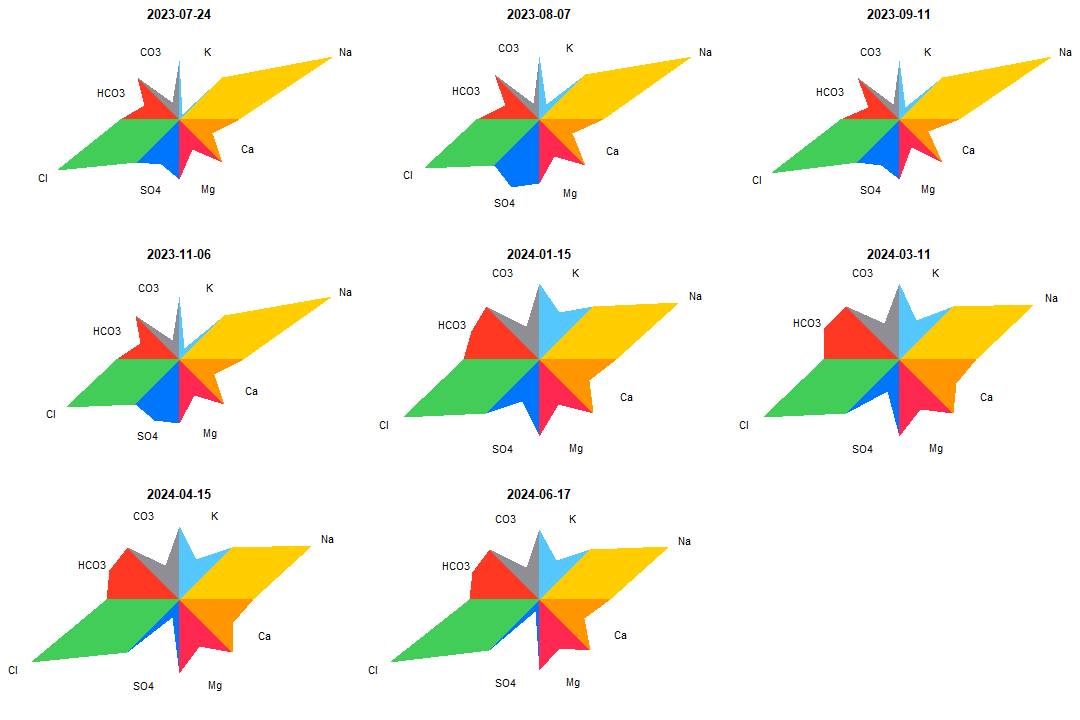 2023-07-24
CO3
K
Na
HCO3
Ca
Cl
SO4
Mg
2023-08-07
CO3
K
Na
HCO3
Ca
Cl
Mg
SO4
2023-09-11
CO3
K
Na
HCO3
Ca
Cl
SO4
Mg
2023-11-06
CO3
K
Na
HCO3
Ca
Cl
SO4
Mg
2024-01-15
CO3
K
Na
HCO3
Ca
Cl
SO4
Mg
2024-03-11
CO3
K
Na
HCO3
Ca
Cl
SO4
Mg
2024-04-15
CO3
K
Na
HCO3
Ca
Cl
SO4
Mg
2024-06-17
CO3
K
Na
HCO3
Ca
Cl
SO4
Mg